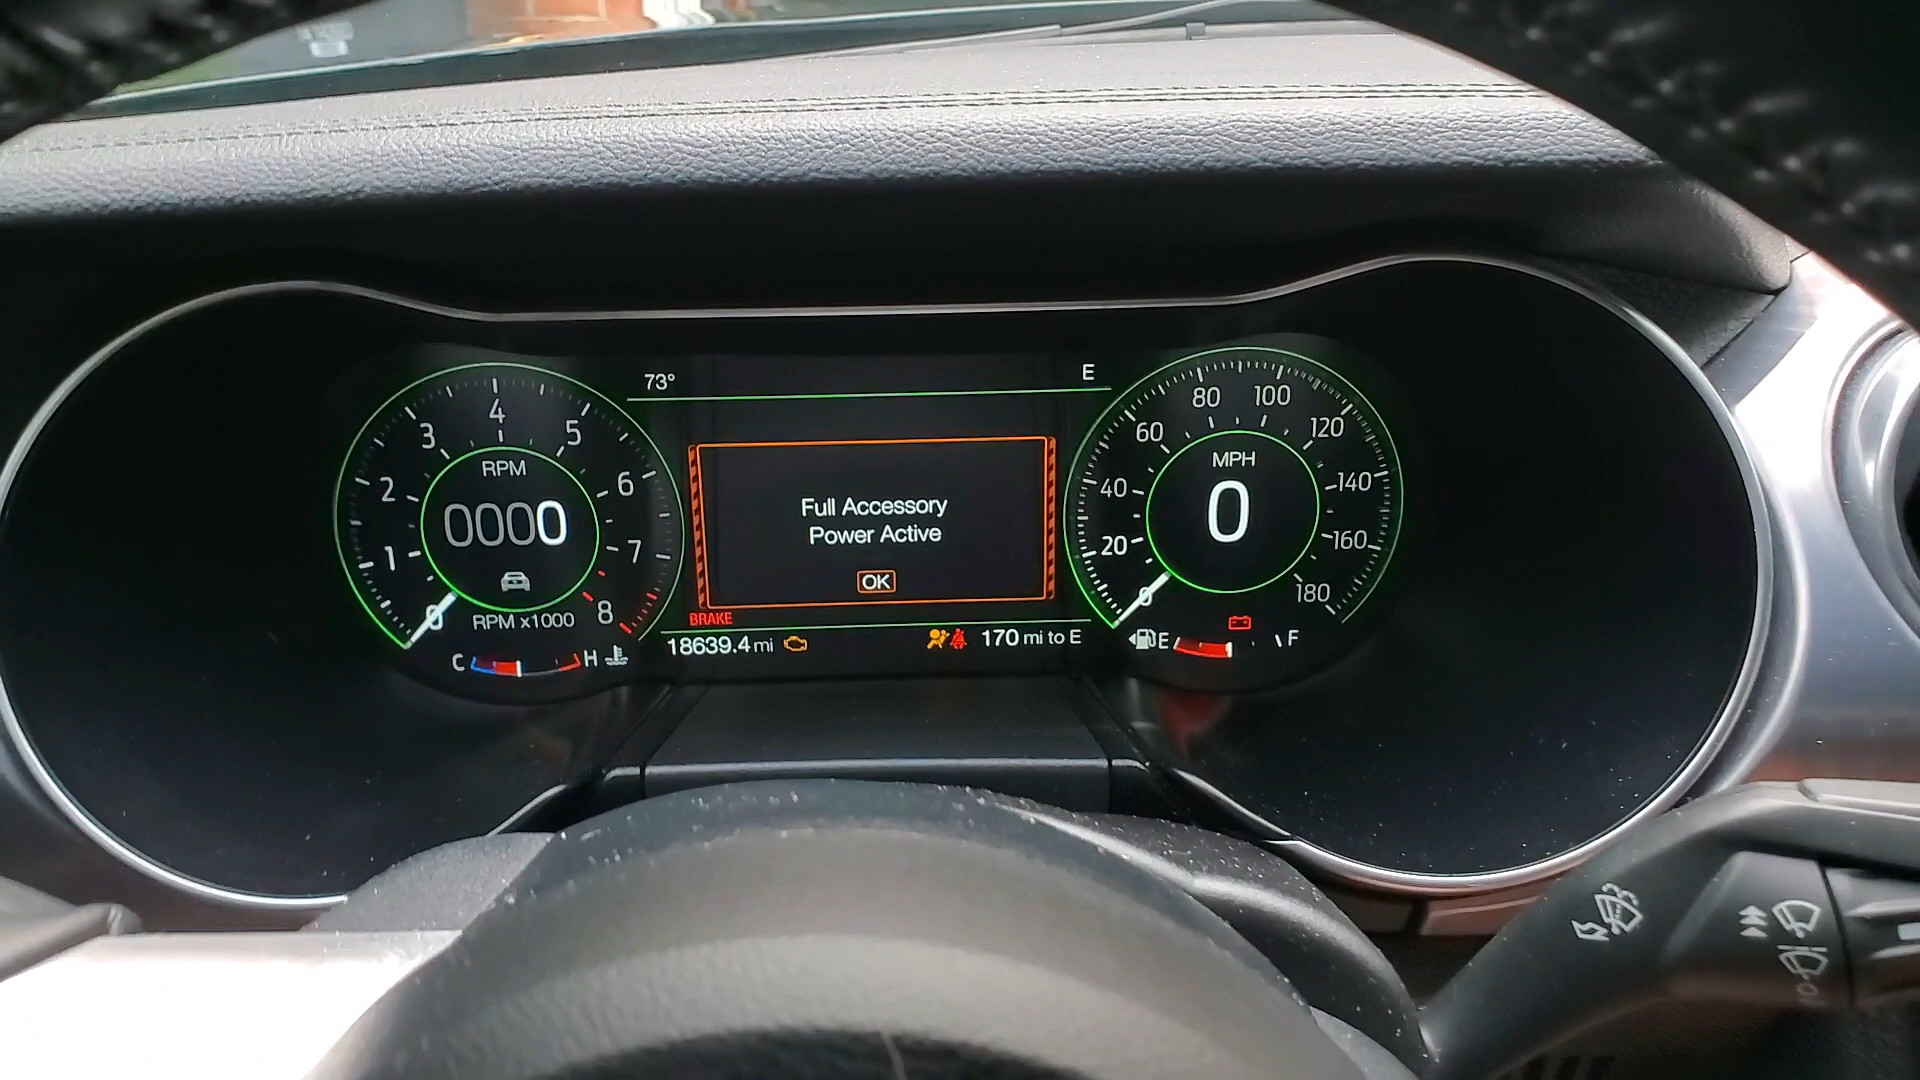 73°
E
4
3
5
RPM
2
6
0000
1
7
0
RPM x1000
8
C
H
Full Accessory
Power Active
OK
BRAKE
18639.4 mi
170 mi to E
80
100
60
120
MPH
40
140
0
20
160
0
180
E
F